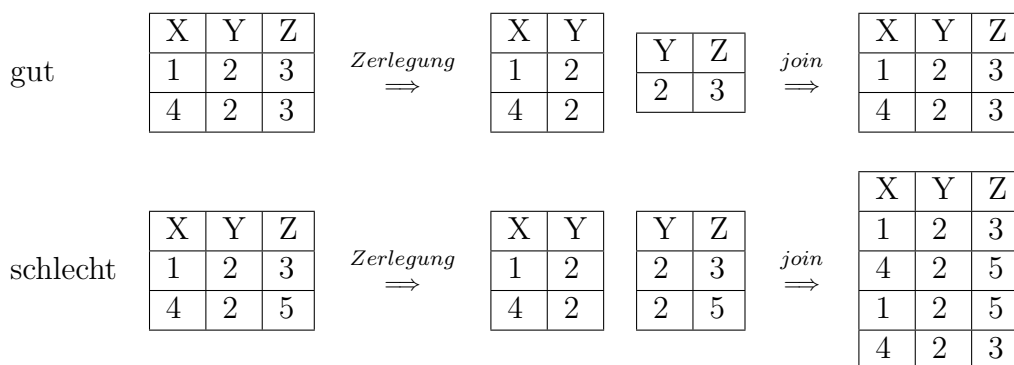 X Y Z X Y Y Z X Y Z
gut 1 2 3 Zerlegung ⟹ 1 2 2 3 join ⟹ 1 2 3
4 2 3 4 2 4 2 3
X Y Z
X Y Z X Y Y Z 1 2 3
schlecht 1 2 3 Zerlegung ⟹ 1 2 2 3 join ⟹ 4 2 5
4 2 5 4 2 2 5 1 2 5
4 2 3